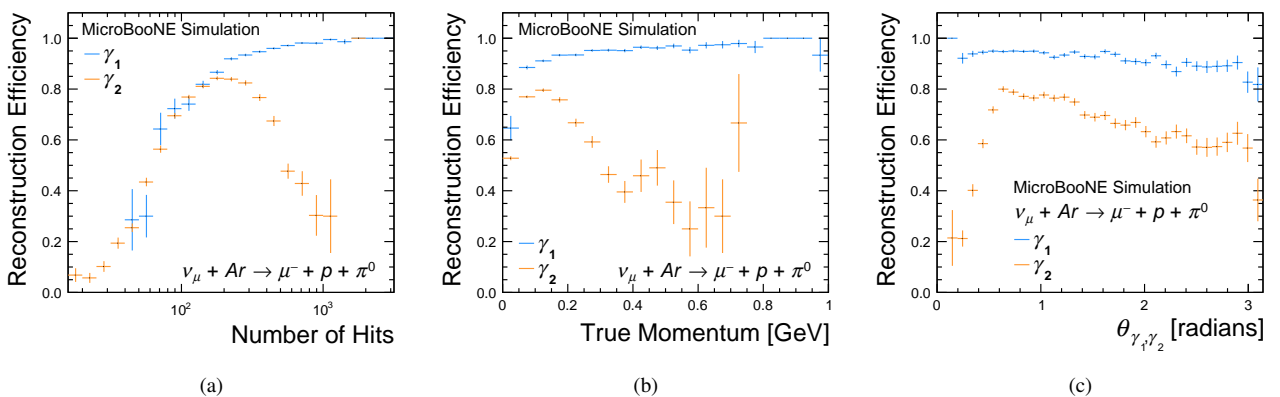 Reconstruction Efficiency
1.0
0.8
0.6
0.4
0.2
0.0
MicroBooNE Simulation
γ1
γ2
νμ + Ar → μ− + p + π0
10²
10³
Number of Hits
(a)
Reconstruction Efficiency
1.0
0.8
0.6
0.4
0.2
0.0
MicroBooNE Simulation
γ1
γ2
νμ + Ar → μ− + p + π0
0 0.2 0.4 0.6 0.8 1
True Momentum [GeV]
(b)
Reconstruction Efficiency
1.0
0.8
0.6
0.4
0.2
0.0
MicroBooNE Simulation
νμ + Ar → μ− + p + π0
γ1
γ2
0 1 2 3
θγ1,γ2 [radians]
(c)